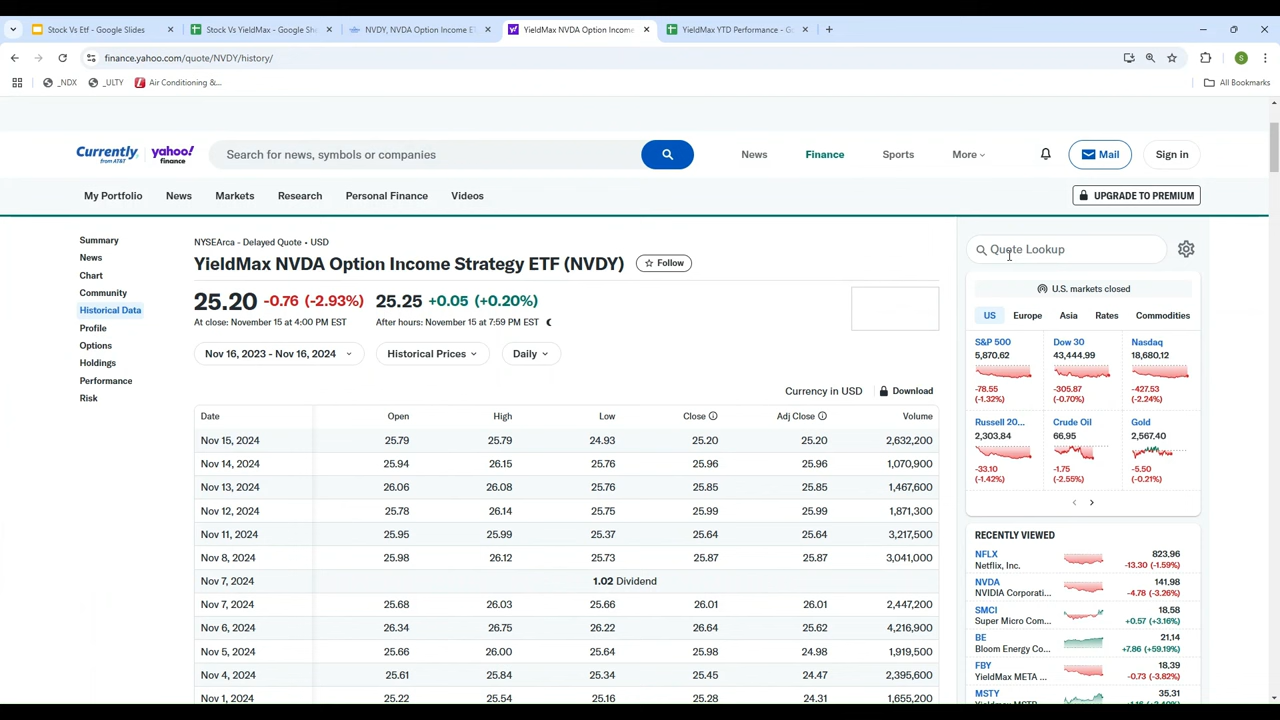 Stock Vs Etf - Google Slides
Stock Vs YieldMax - Google Sh
NVDY, NVDA Option Income E
YieldMax NVDA Option Income
YieldMax YTD Performance - G
finance.yahoo.com/quote/NVDY/history/
S
_NDX
_ULTY
Air Conditioning &...
All Bookmarks
Currently
from AT&T
yahoo!
finance
Search for news, symbols or companies
News
Finance
Sports
More
Mail
Sign in
My Portfolio
News
Markets
Research
Personal Finance
Videos
UPGRADE TO PREMIUM
Summary
News
Chart
Community
Historical Data
Profile
Options
Holdings
Performance
Risk
NYSEArca - Delayed Quote • USD
YieldMax NVDA Option Income Strategy ETF (NVDY)
Follow
25.20 -0.76 (-2.93%)
At close: November 15 at 4:00 PM EST
25.25 +0.05 (+0.20%)
After hours: November 15 at 7:59 PM EST
Nov 16, 2023 - Nov 16, 2024
Historical Prices
Daily
Currency in USD
Download
Date Open High Low Close Adj Close Volume
Nov 15, 2024 25.79 25.79 24.93 25.20 25.20 2,632,200
Nov 14, 2024 25.94 26.15 25.76 25.96 25.96 1,070,900
Nov 13, 2024 26.06 26.08 25.76 25.85 25.85 1,467,600
Nov 12, 2024 25.78 26.14 25.75 25.99 25.99 1,871,300
Nov 11, 2024 25.95 25.99 25.37 25.64 25.64 3,217,500
Nov 8, 2024 25.98 26.12 25.73 25.87 25.87 3,041,000
Nov 7, 2024 1.02 Dividend
Nov 7, 2024 25.68 26.03 25.66 26.01 26.01 2,447,200
Nov 6, 2024 26.34 26.75 26.22 26.64 25.62 4,216,900
Nov 5, 2024 25.66 26.00 25.64 25.98 24.98 1,919,500
Nov 4, 2024 25.61 25.84 25.34 25.45 24.47 2,395,600
Nov 1, 2024 25.22 25.54 25.16 25.28 24.31 1,655,200
Quote Lookup
U.S. markets closed
US
Europe
Asia
Rates
Commodities
S&P 500
5,870.62
-78.55
(-1.32%)
Dow 30
43,444.99
-305.87
(-0.70%)
Nasdaq
18,680.12
-427.53
(-2.24%)
Russell 20...
2,303.84
-33.10
(-1.42%)
Crude Oil
66.95
-1.75
(-2.55%)
Gold
2,567.40
-5.50
(-0.21%)
RECENTLY VIEWED
NFLX 823.96
Netflix, Inc. -13.30 (-1.59%)
NVDA 141.98
NVIDIA Corporati... -4.78 (-3.26%)
SMCI 18.58
Super Micro Com... +0.57 (+3.16%)
BE 21.14
Bloom Energy Co... +7.86 (+59.19%)
FBY 18.39
YieldMax META ... -0.73 (-3.82%)
MSTY 35.31